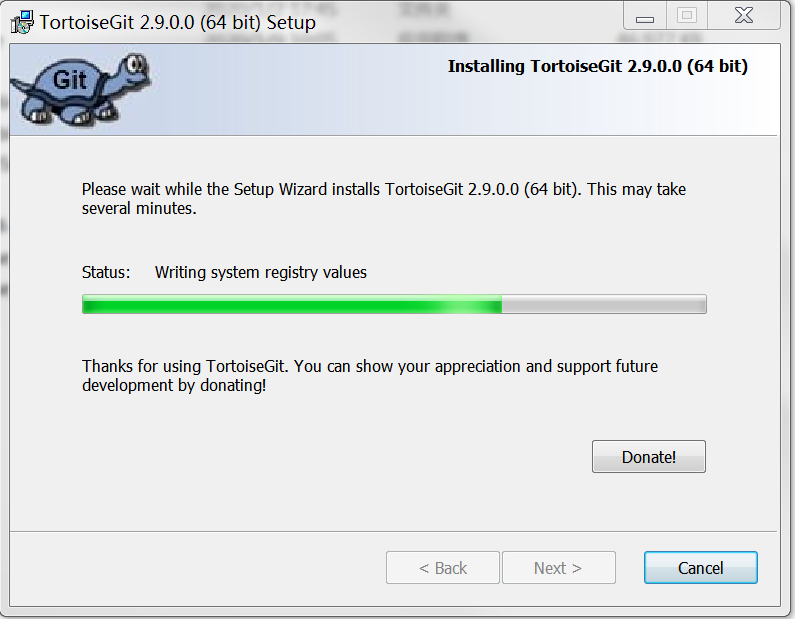 TortoiseGit 2.9.0.0 (64 bit) Setup
Git
Installing TortoiseGit 2.9.0.0 (64 bit)
Please wait while the Setup Wizard installs TortoiseGit 2.9.0.0 (64 bit). This may take
several minutes.
Status: Writing system registry values
Thanks for using TortoiseGit. You can show your appreciation and support future
development by donating!
Donate!
< Back
Next >
Cancel